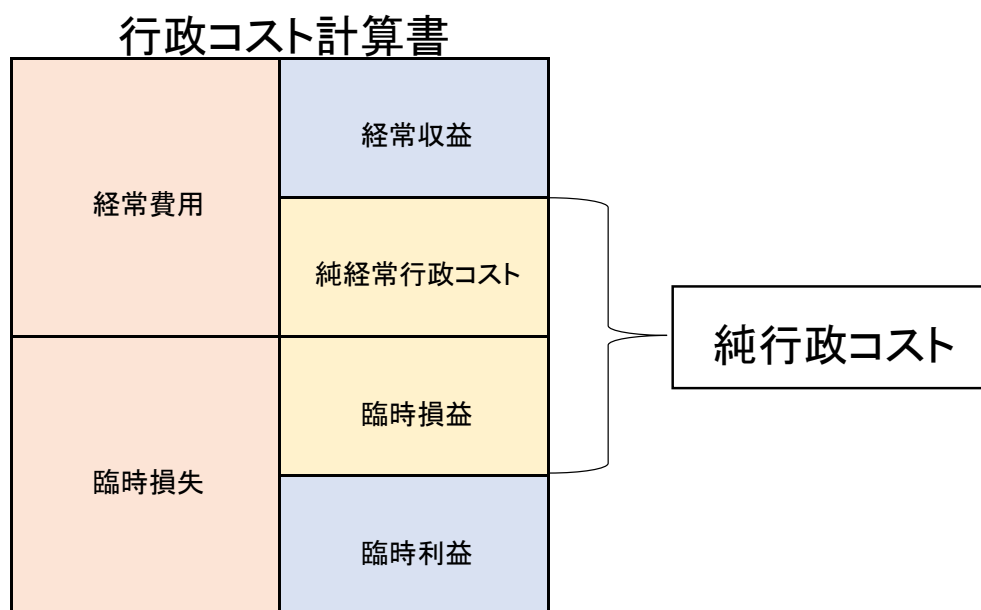 行政コスト計算書
経常費用
経常収益
純経常行政コスト
臨時損失
臨時損益
臨時利益
純行政コスト